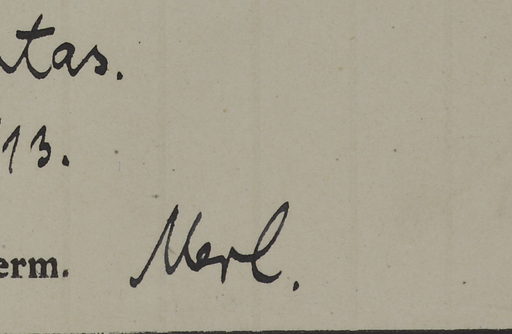 tas.
13.
erm. Merl.